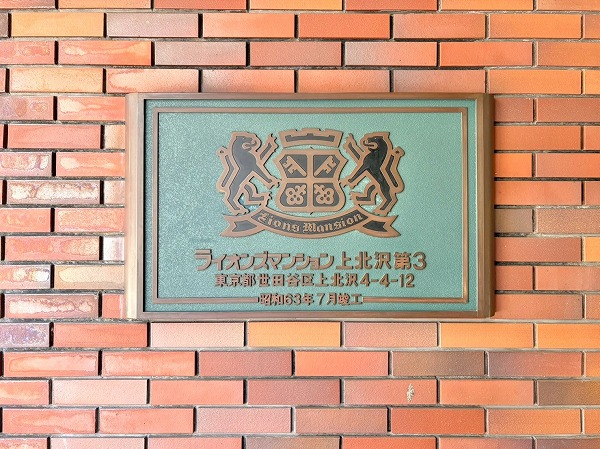 Lions Mansion
ライオンズマンション上北沢第3
東京都世田谷区上北沢4-4-12
昭和63年7月竣工